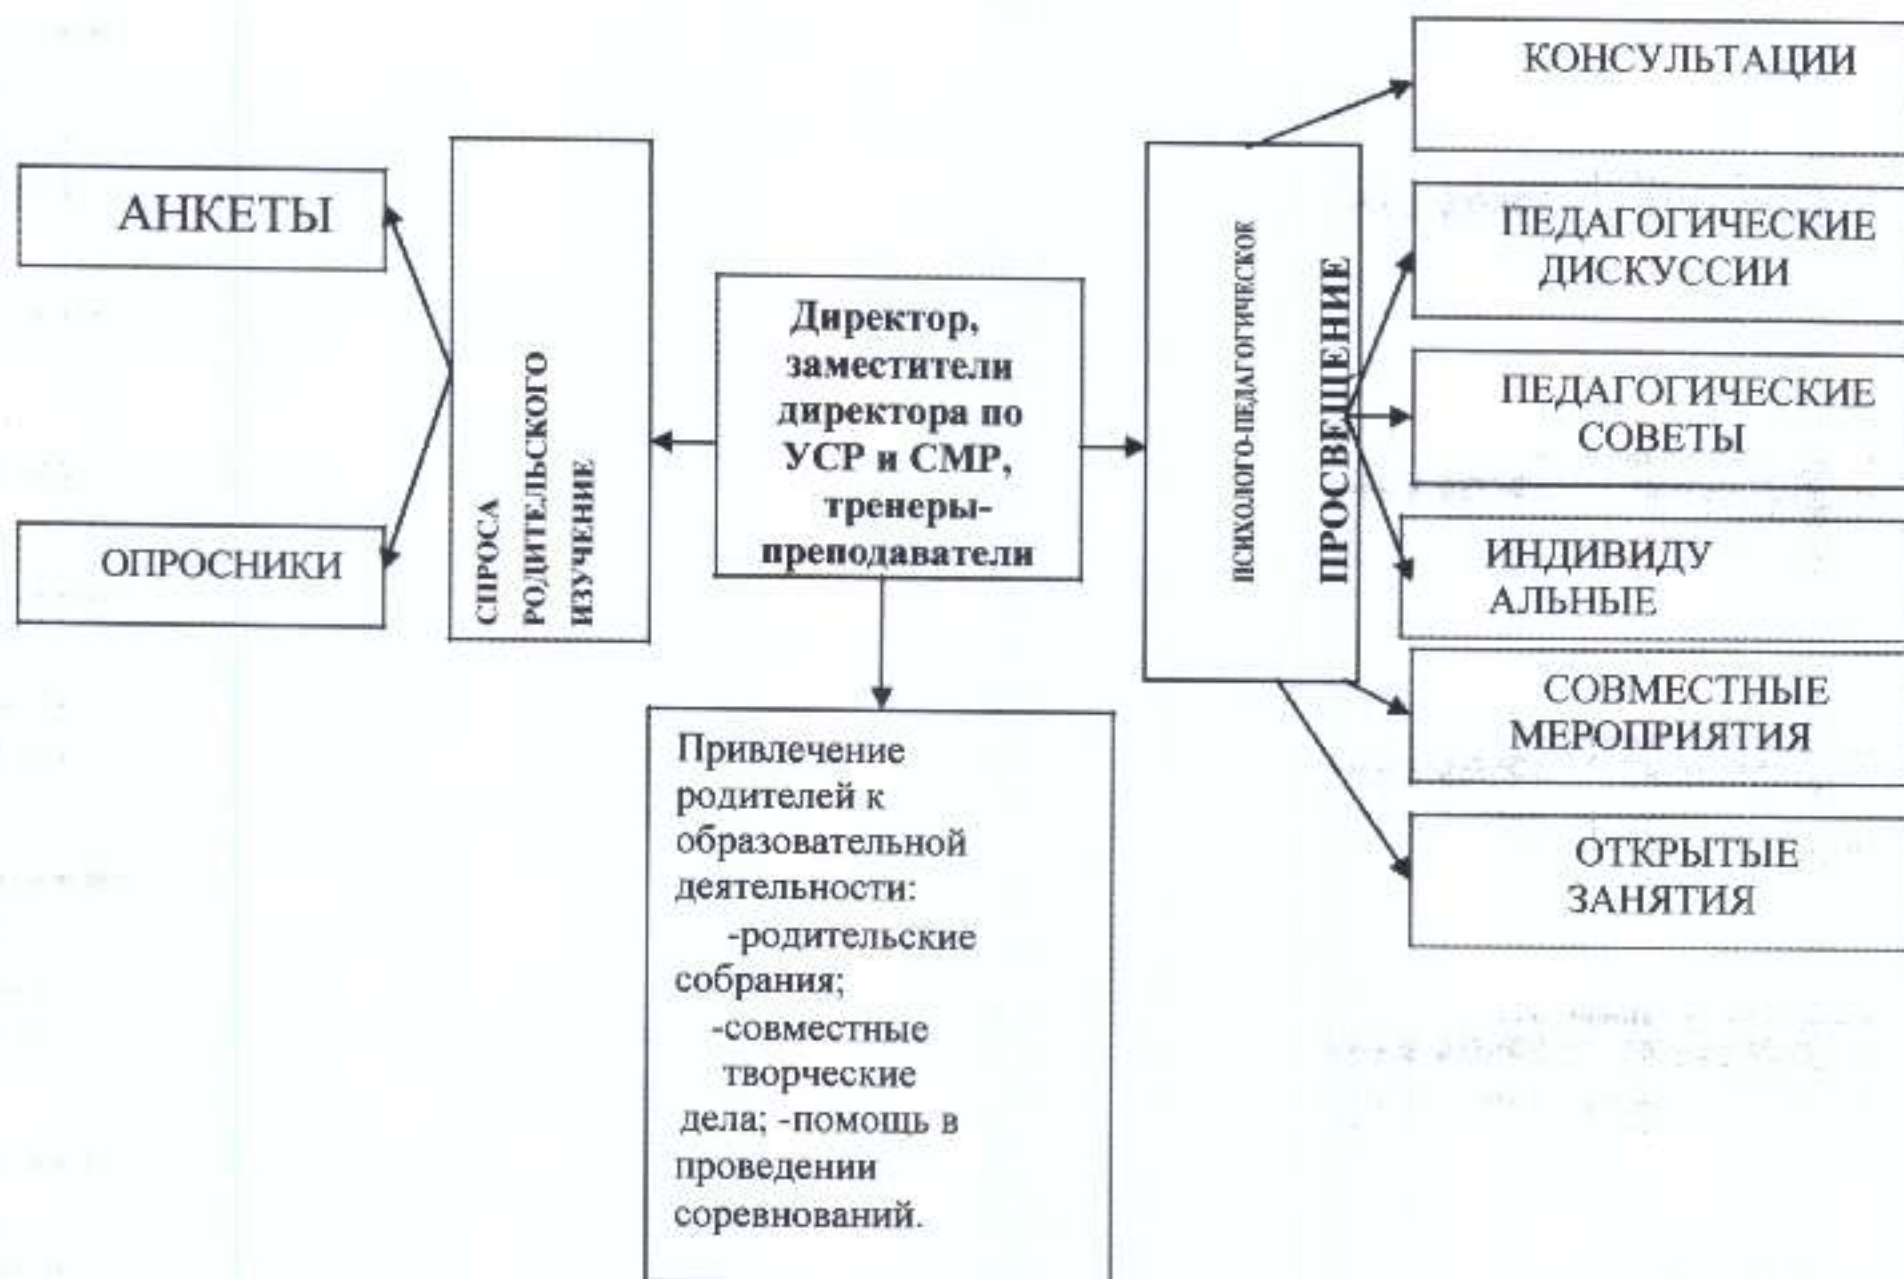 АНКЕТЫ
ОПРОСНИКИ
СПРОСА
РОДИТЕЛЬСКОГО
ИЗУЧЕНИЕ
Директор,
заместители
директора по
УСР и СМР,
тренеры-
преподаватели
Привлечение
родителей к
образовательной
деятельности:
-родительские
собрания;
-совместные
творческие
дела; -помощь в
проведении
соревнований.
ПСИХОЛОГО-ПЕДАГОГИЧЕСКОЕ
ПРОСВЕЩЕНИЕ
КОНСУЛЬТАЦИИ
ПЕДАГОГИЧЕСКИЕ
ДИСКУССИИ
ПЕДАГОГИЧЕСКИЕ
СОВЕТЫ
ИНДИВИДУ
АЛЬНЫЕ
СОВМЕСТНЫЕ
МЕРОПРИЯТИЯ
ОТКРЫТЫЕ
ЗАНЯТИЯ